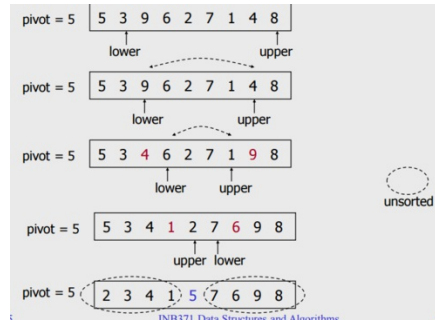 pivot = 5 5 3 9 6 2 7 1 4 8
lower upper
pivot = 5 5 3 9 6 2 7 1 4 8
lower upper
pivot = 5 5 3 4 6 2 7 1 9 8
lower upper
unsorted
pivot = 5 5 3 4 1 2 7 6 9 8
upper lower
pivot = 5 2 3 4 1 5 7 6 9 8
INB371 Data Structures and Algorithms